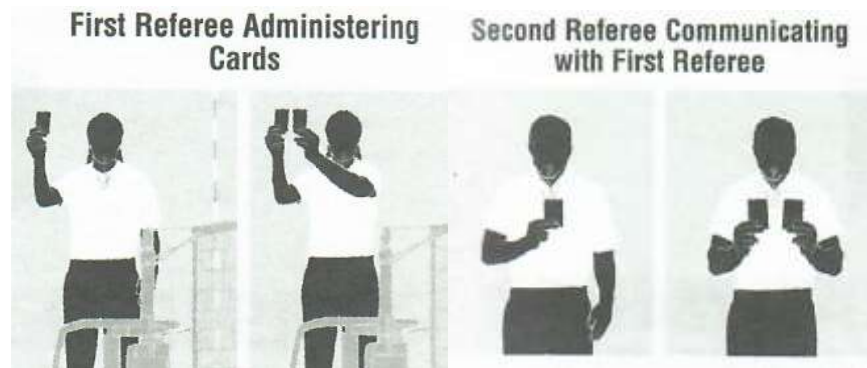 First Referee Administering
Cards
Second Referee Communicating
with First Referee